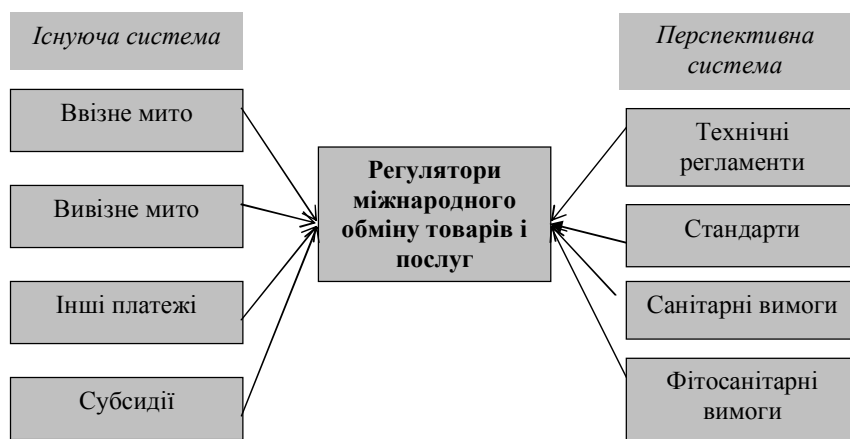 Існуюча система
Ввізне мито
Вивізне мито
Інші платежі
Субсидії
Регулятори
міжнародного
обміну товарів і
послуг
Перспективна
система
Технічні
регламенти
Стандарти
Санітарні вимоги
Фітосанітарні
вимоги